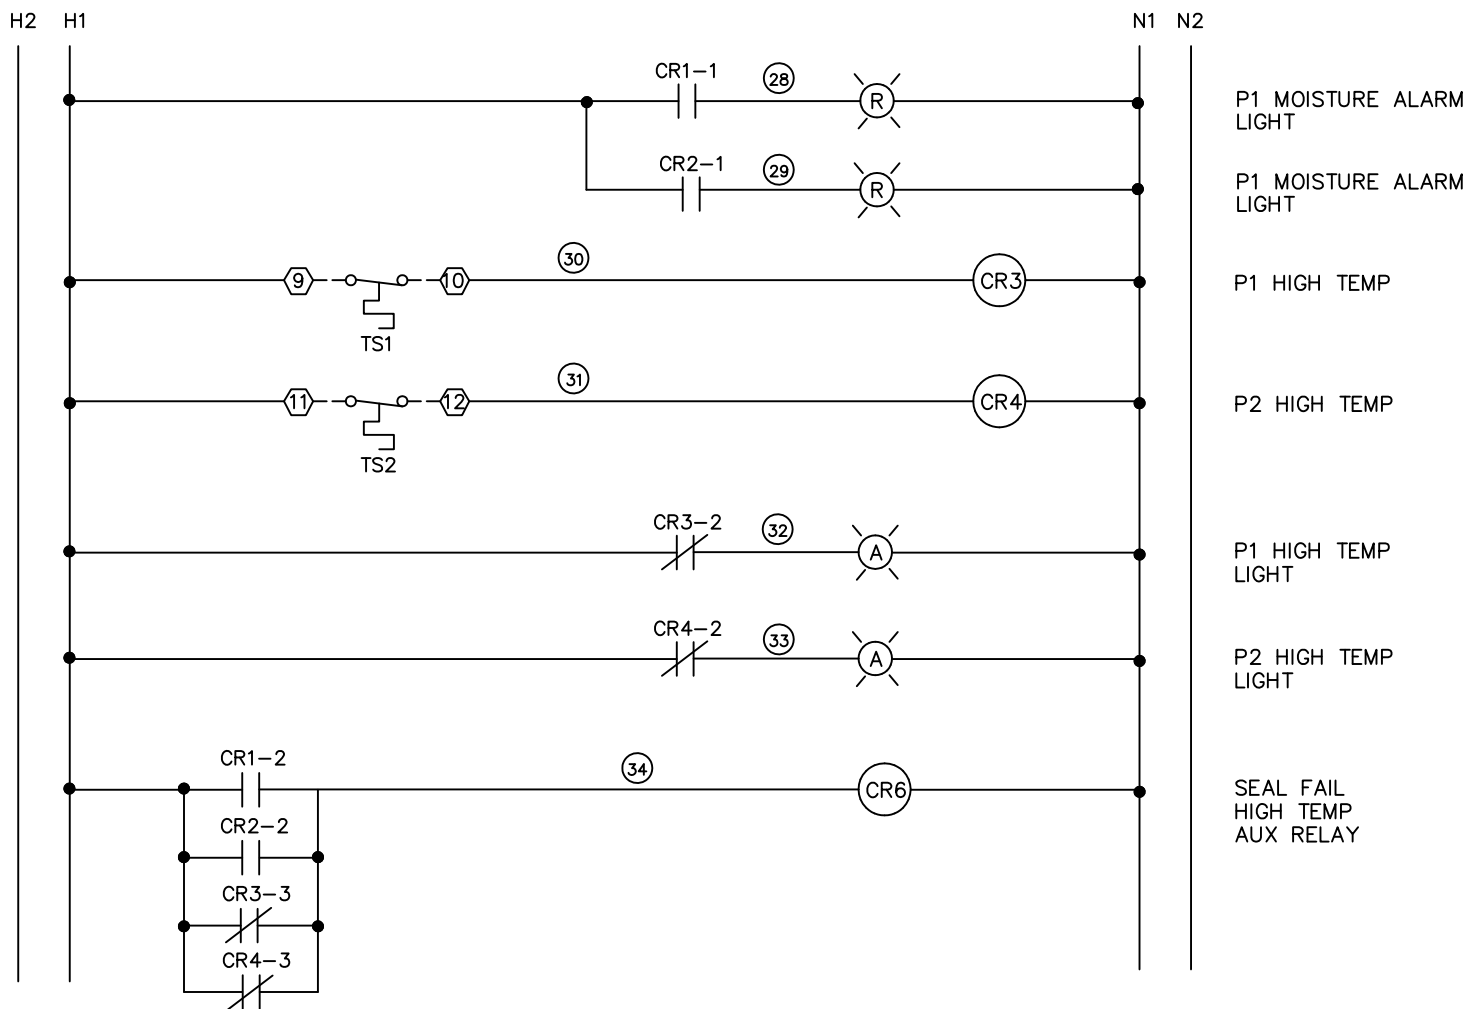 H2 H1 N1 N2
CR1-1 28 R P1 MOISTURE ALARM
LIGHT
CR2-1 29 R P1 MOISTURE ALARM
LIGHT
30
9 10 CR3 P1 HIGH TEMP
TS1
31
11 12 CR4 P2 HIGH TEMP
TS2
CR3-2 32
A P1 HIGH TEMP
LIGHT
CR4-2 33
A P2 HIGH TEMP
LIGHT
CR1-2 34
CR6 SEAL FAIL
HIGH TEMP
AUX RELAY
CR2-2
CR3-3
CR4-3